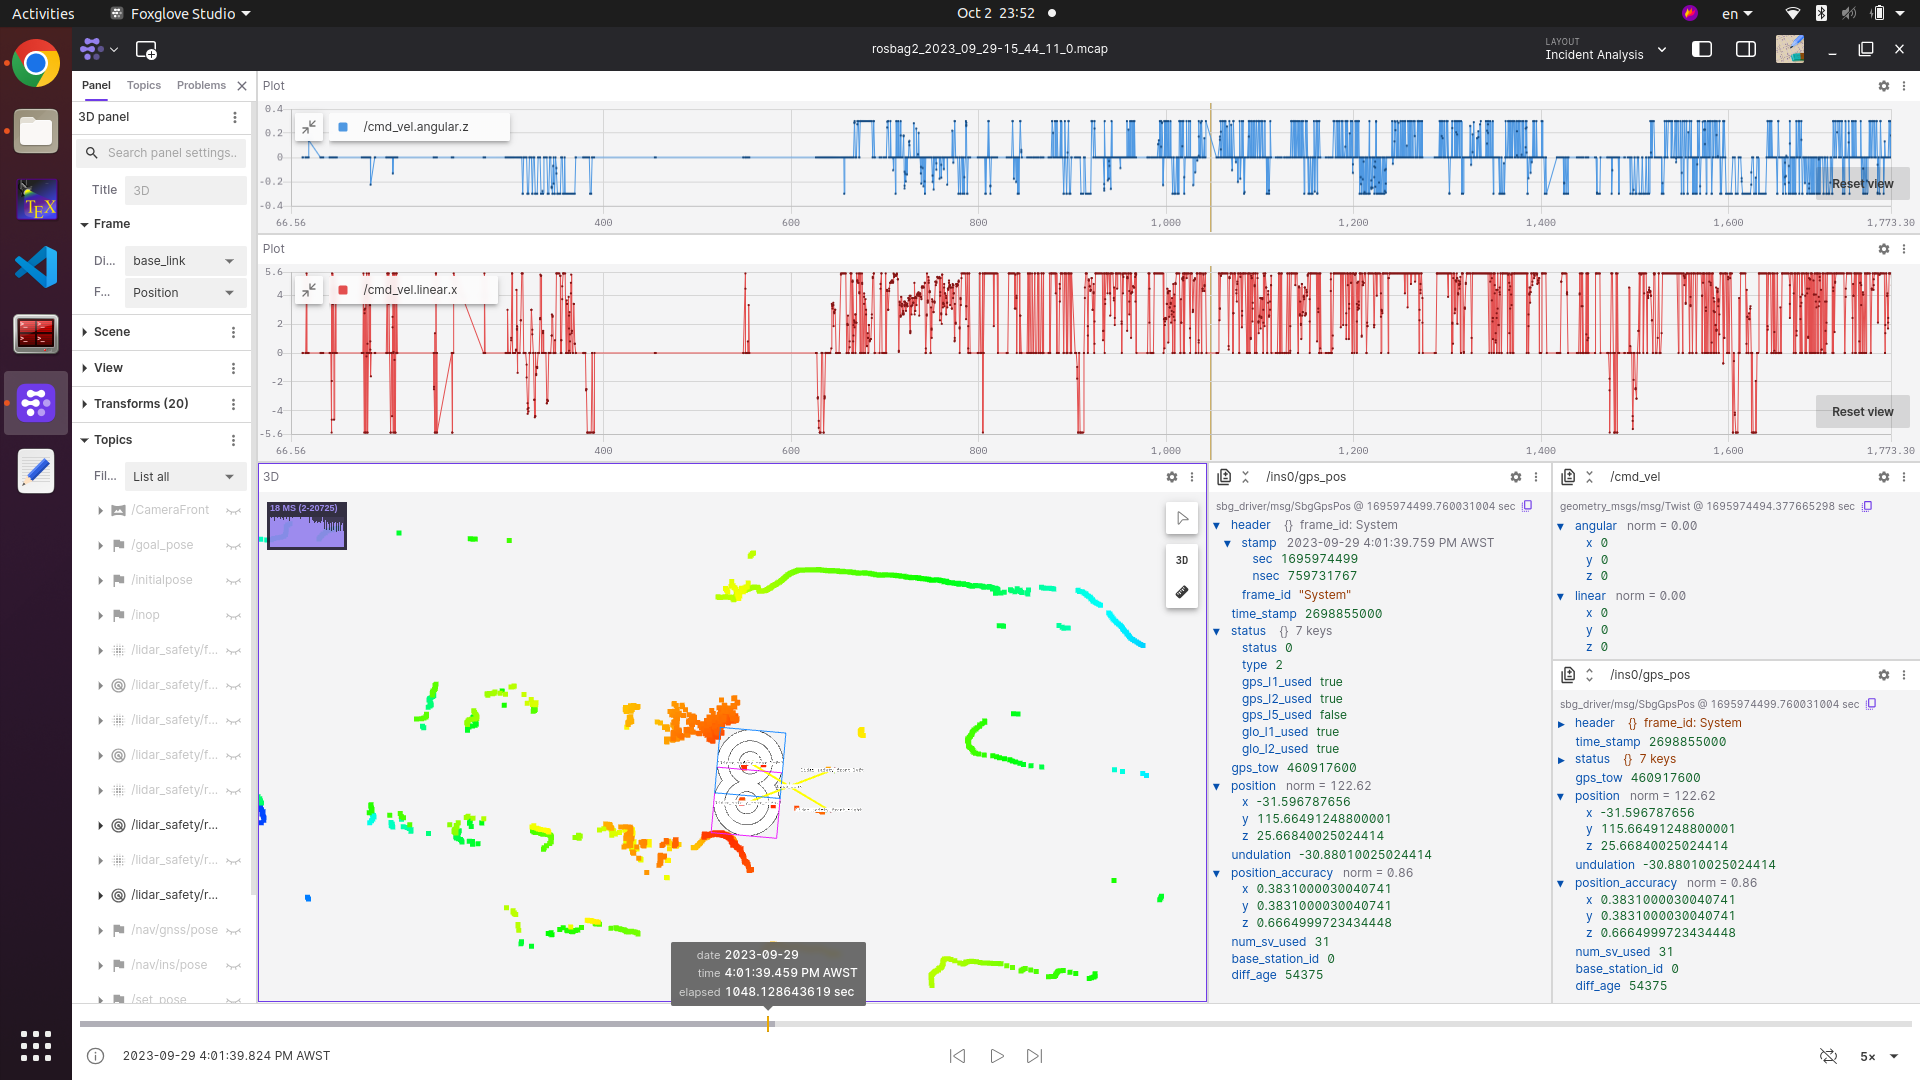 Activities
Foxglove Studio
Oct 2 23:52
en
rosbag2_2023_09_29-15_44_11_0.mcap
LAYOUT
Incident Analysis
Panel
Topics
Problems
3D panel
Search panel settings...
Title
3D
Frame
Di...
base_link
F...
Position
Scene
View
Transforms (20)
Topics
Fil...
List all
/CameraFront
/goal_pose
/initialpose
/inop
/lidar_safety/f...
/lidar_safety/f...
/lidar_safety/f...
/lidar_safety/f...
/lidar_safety/r...
/lidar_safety/r...
/lidar_safety/r...
/lidar_safety/r...
/nav/gnss/pose
/nav/ins/pose
/set_pose
Plot
/cmd_vel.angular.z
0.4
0.2
0
-0.2
-0.4
66.56
400
600
800
1,000
1,200
1,400
1,600
1,773.30
Reset view
Plot
/cmd_vel.linear.x
5.6
4
2
0
-2
-4
-5.6
66.56
400
600
800
1,000
1,200
1,400
1,600
1,773.30
Reset view
3D
18 MS (2-20725)
3D
/ins0/gps_pos
sbg_driver/msg/SbgGpsPos @ 1695974499.760031004 sec
header {} frame_id: System
stamp 2023-09-29 4:01:39.759 PM AWST
sec 1695974499
nsec 759731767
frame_id "System"
time_stamp 2698855000
status {} 7 keys
status 0
type 2
gps_l1_used true
gps_l2_used true
gps_l5_used false
glo_l1_used true
glo_l2_used true
gps_tow 460917600
position norm = 122.62
x -31.596787656
y 115.664912488000001
z 25.66840025024414
undulation -30.88010025024414
position_accuracy norm = 0.86
x 0.3831000030040741
y 0.3831000030040741
z 0.6664999723434448
num_sv_used 31
base_station_id 0
diff_age 54375
/cmd_vel
geometry_msgs/msg/Twist @ 1695974494.377665298 sec
angular norm = 0.00
x 0
y 0
z 0
linear norm = 0.00
x 0
y 0
z 0
/ins0/gps_pos
sbg_driver/msg/SbgGpsPos @ 1695974499.760031004 sec
header {} frame_id: System
time_stamp 2698855000
status {} 7 keys
gps_tow 460917600
position norm = 122.62
x -31.596787656
y 115.664912488000001
z 25.66840025024414
undulation -30.88010025024414
position_accuracy norm = 0.86
x 0.3831000030040741
y 0.3831000030040741
z 0.6664999723434448
num_sv_used 31
base_station_id 0
diff_age 54375
date 2023-09-29
time 4:01:39.459 PM AWST
elapsed 1048.128643619 sec
2023-09-29 4:01:39.824 PM AWST
5×